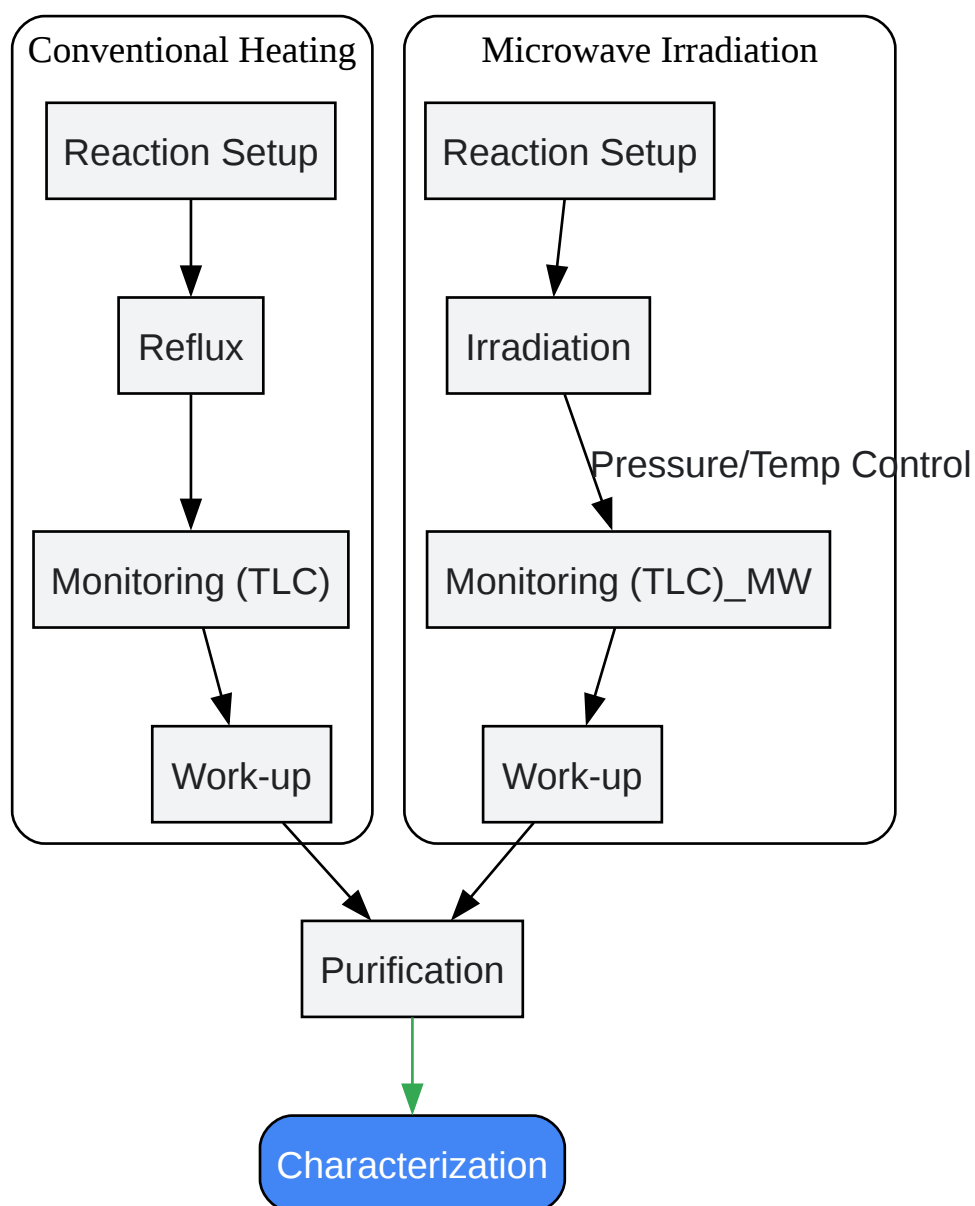 Conventional Heating
Reaction Setup
Reflux
Monitoring (TLC)
Work-up
Microwave Irradiation
Reaction Setup
Irradiation
Pressure/Temp Control
Monitoring (TLC)_MW
Work-up
Purification
Characterization